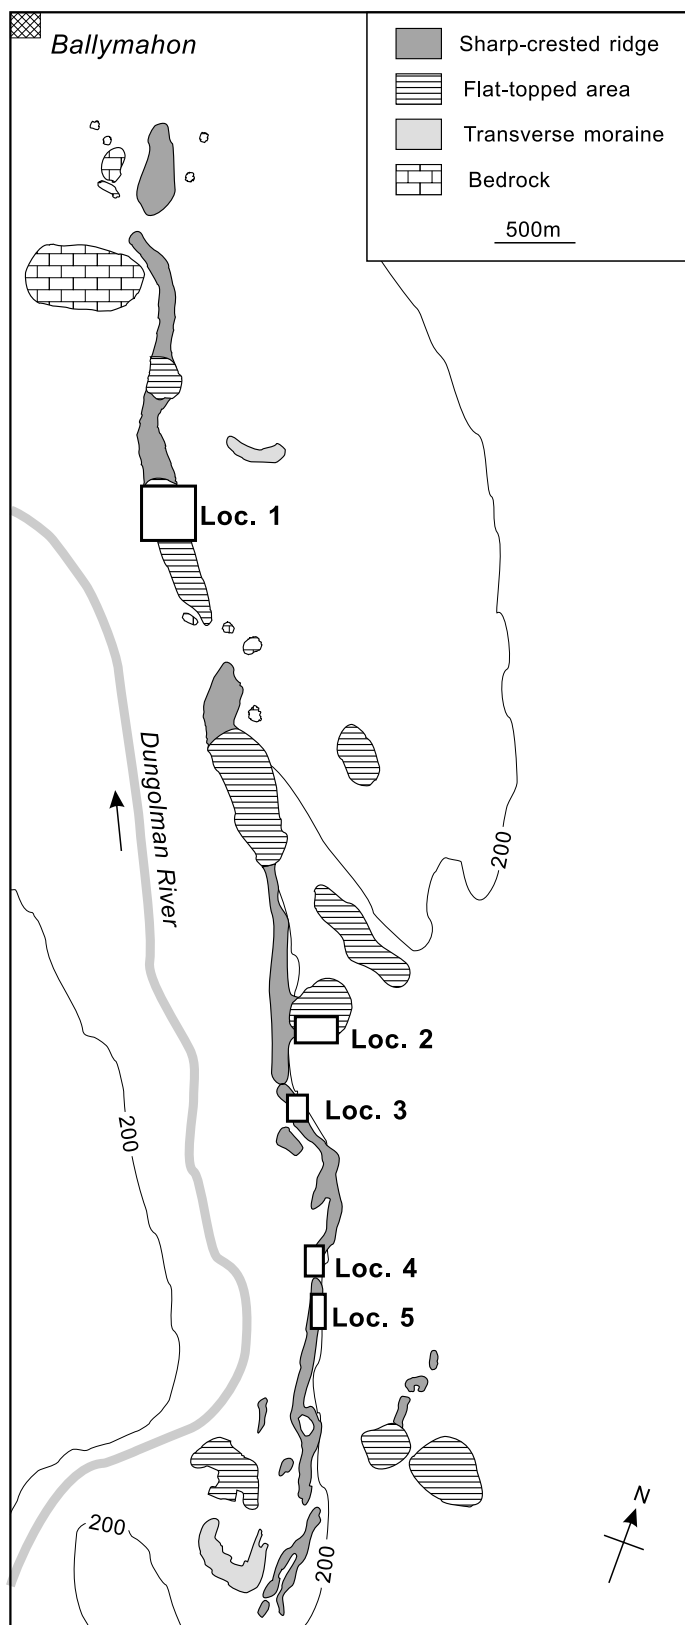 Ballymahon
Sharp-crested ridge
Flat-topped area
Transverse moraine
Bedrock
500m
Loc. 1
Dungolman River
200
Loc. 2
Loc. 3
200
Loc. 4
Loc. 5
N
200
200